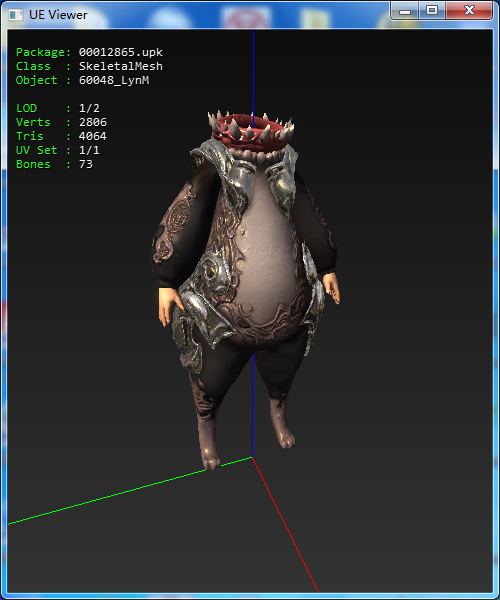 UE Viewer
Package: 00012865.upk
Class : SkeletalMesh
Object : 60048_LynM
LOD : 1/2
Verts : 2806
Tris : 4064
UV Set : 1/1
Bones : 73